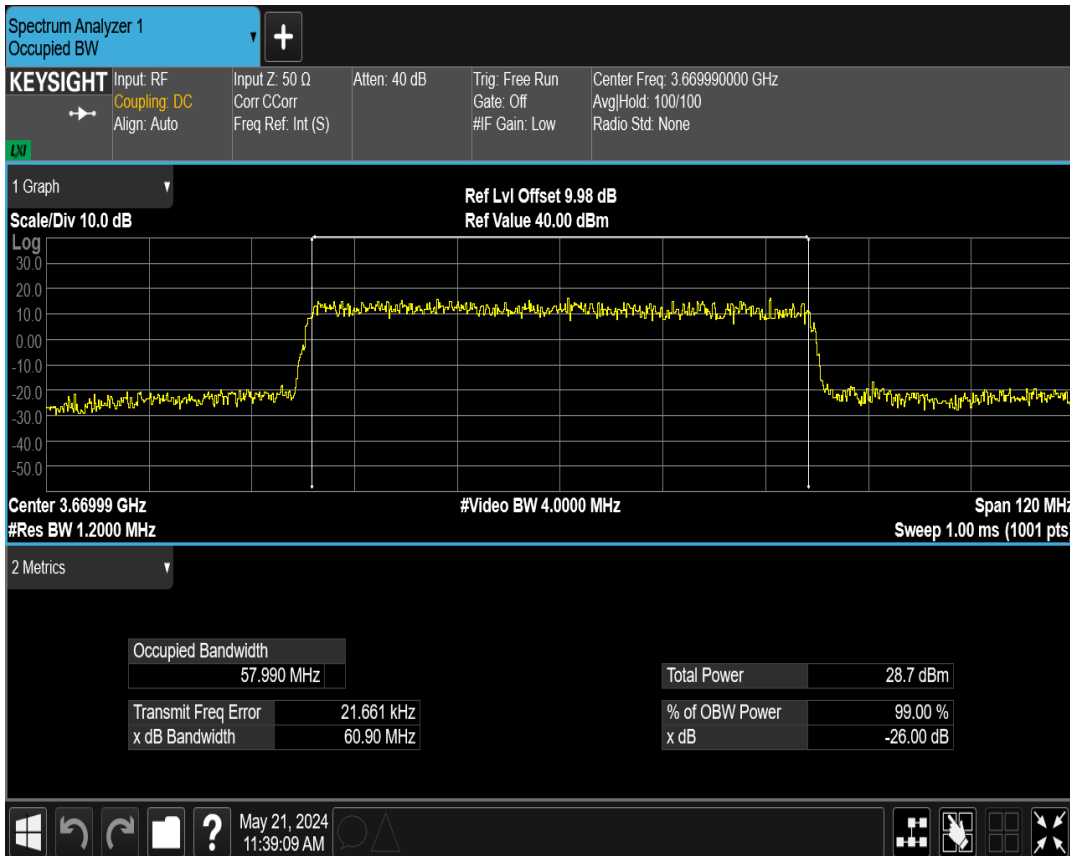 Spectrum Analyzer 1
Occupied BW
+
KEYSIGHT
LXI
Input: RF
Coupling: DC
Align: Auto
Input Z: 50 Ω
Corr CCorr
Freq Ref: Int (S)
Atten: 40 dB
Trig: Free Run
Gate: Off
#IF Gain: Low
Center Freq: 3.669990000 GHz
Avg|Hold: 100/100
Radio Std: None
1 Graph
Scale/Div 10.0 dB
Ref Lvl Offset 9.98 dB
Ref Value 40.00 dBm
Log
30.0
20.0
10.0
0.00
-10.0
-20.0
-30.0
-40.0
-50.0
Center 3.66999 GHz
#Video BW 4.0000 MHz
Span 120 MHz
#Res BW 1.2000 MHz
Sweep 1.00 ms (1001 pts)
2 Metrics
Occupied Bandwidth
57.990 MHz
Transmit Freq Error 21.661 kHz
x dB Bandwidth 60.90 MHz
Total Power 28.7 dBm
% of OBW Power 99.00 %
x dB -26.00 dB
?
May 21, 2024
11:39:09 AM